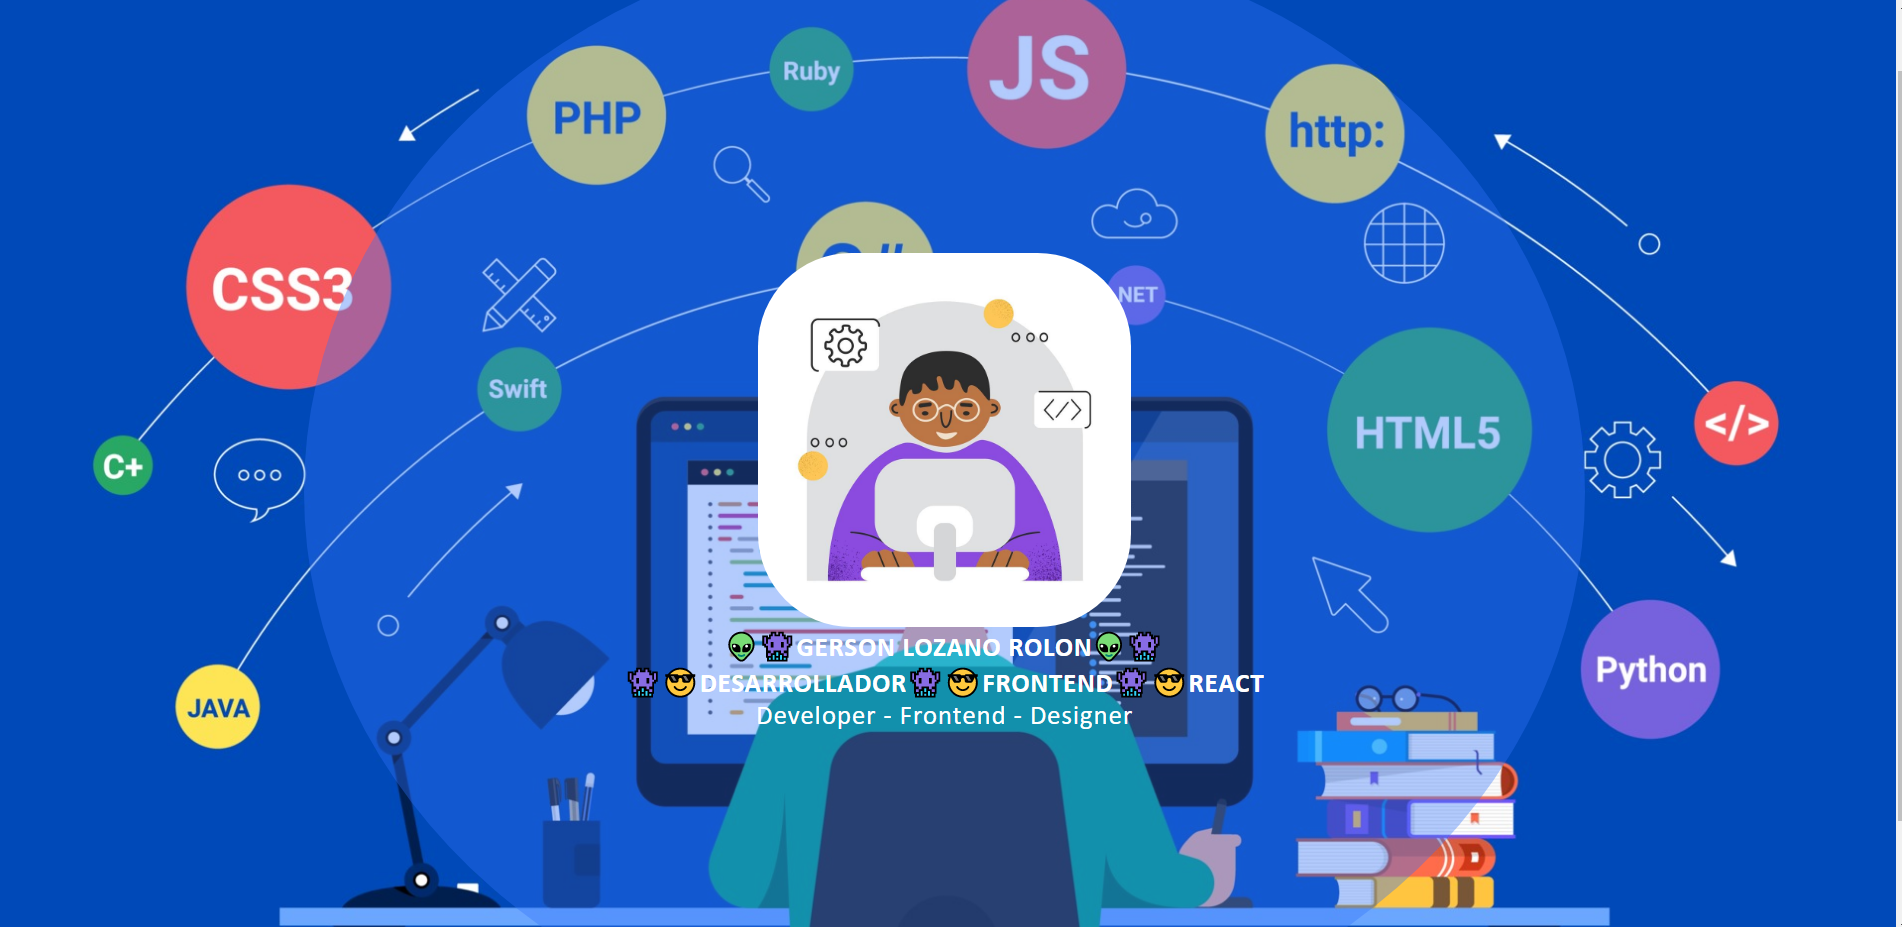 JS
Ruby
PHP
http:
C#
CSS3
NET
Swift
</>
</>
HTML5
C+
Python
JAVA
👽👾GERSON LOZANO ROLON👽👾
👾😎DESARROLLADOR👾😎FRONTEND👾😎REACT
Developer - Frontend - Designer